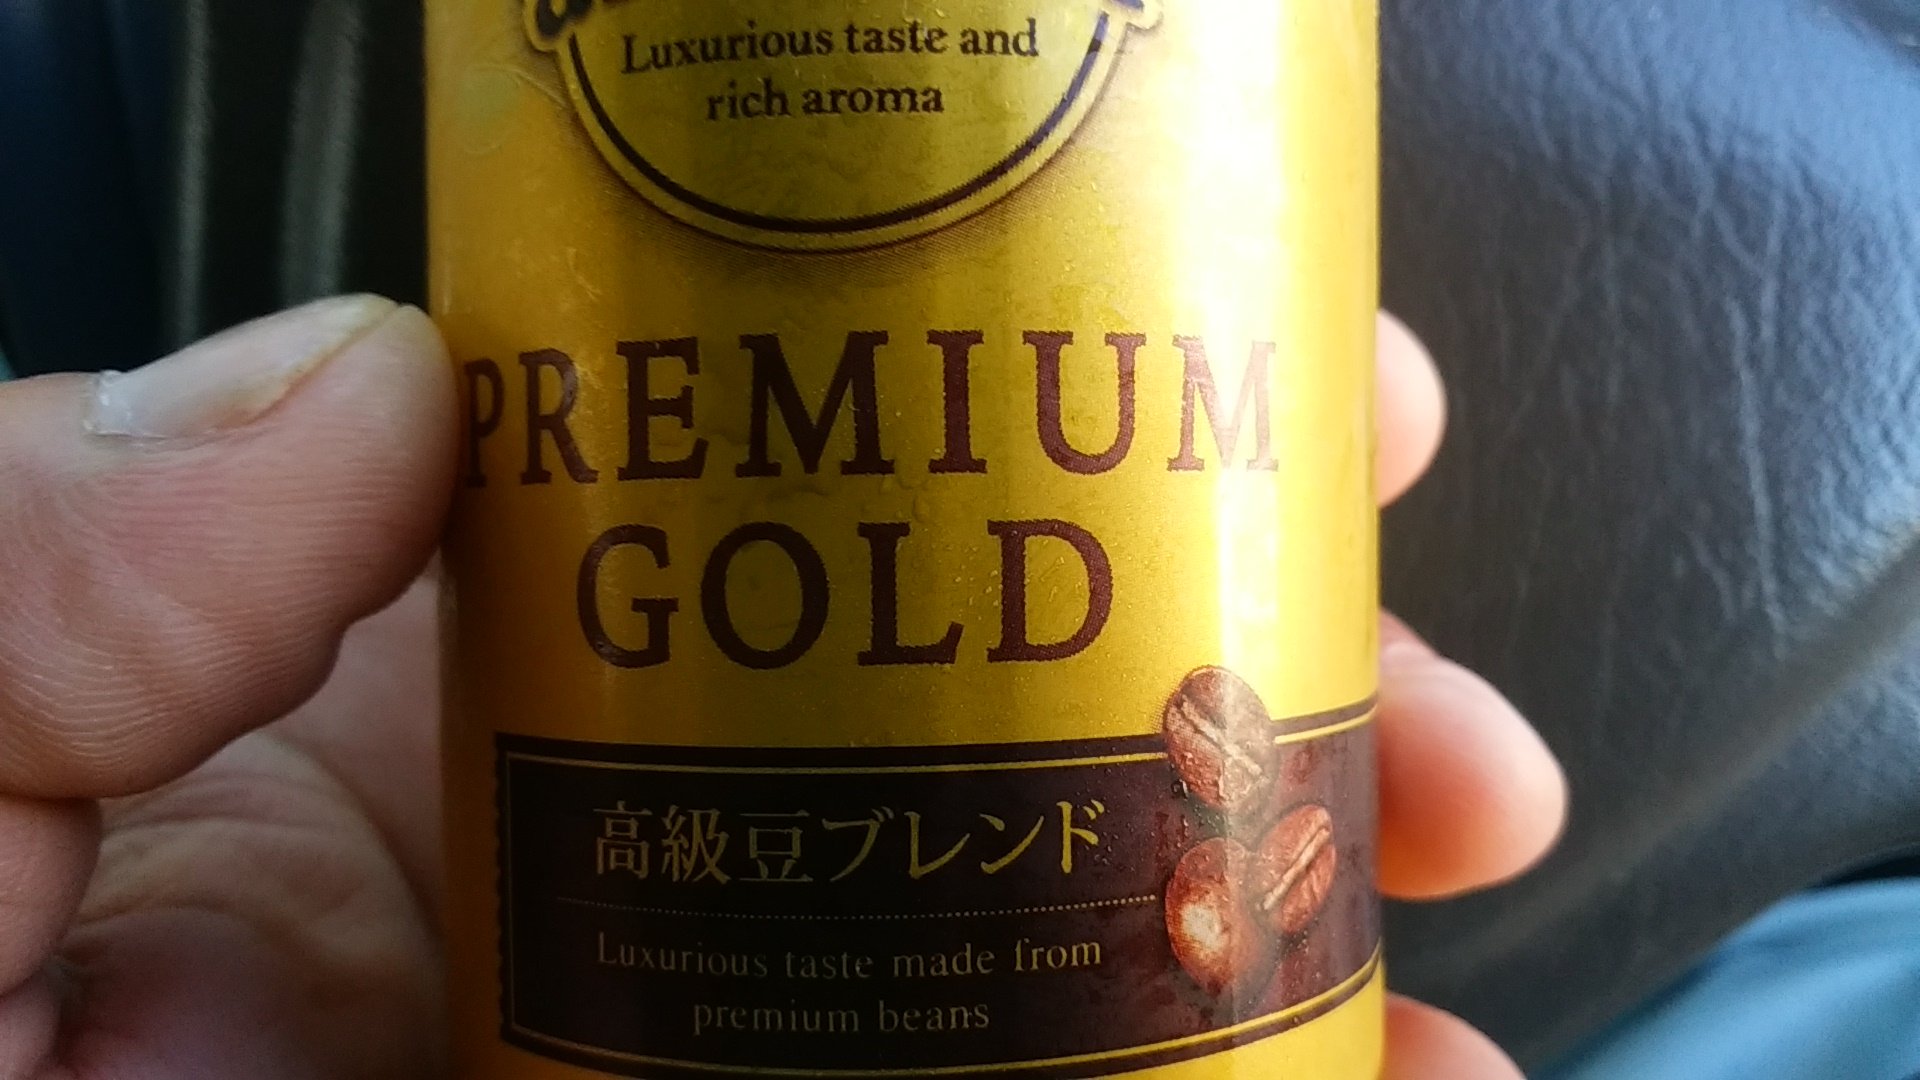 Luxurious taste and
rich aroma
PREMIUM
GOLD
高級豆ブレンド
Luxurious taste made from
premium beans